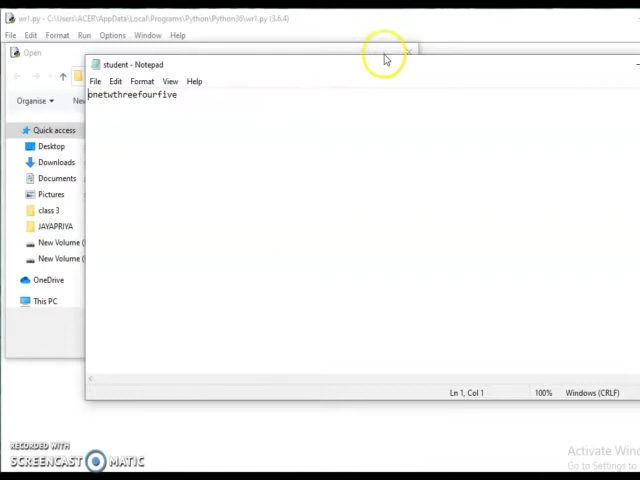 wr1.py - C:\Users\ACER\AppData\Local\Programs\Python\Python36\wr1.py (3.6.4)
File Edit Format Run Options Window Help
Open
student - Notepad
File Edit Format View Help
onetwthreefourfive
Organise
Quick access
Desktop
Downloads
Documents
Pictures
class 3
JAYAPRIYA
New Volume
New Volume
OneDrive
This PC
Ln 1, Col 1 100% Windows (CRLF)
RECORDED WITH
SCREENCAST MATIC
Activate Win
Go to Settings to